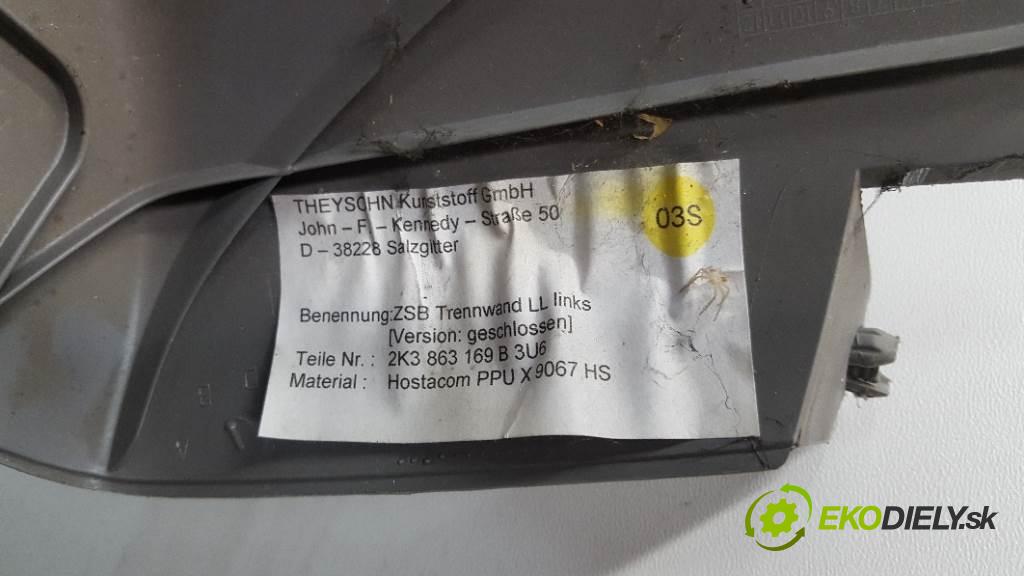 THEYSOHN Kunststoff GmbH
John – F – Kennedy – Straße 50
D – 38228 Salzgitter
03S
Benennung: ZSB Trennwand LL links
[Version: geschlossen]
Teile Nr. : 2K3 863 169 B 3U6
Material : Hostacom PPU X 9067 HS
EKODIELY.sk